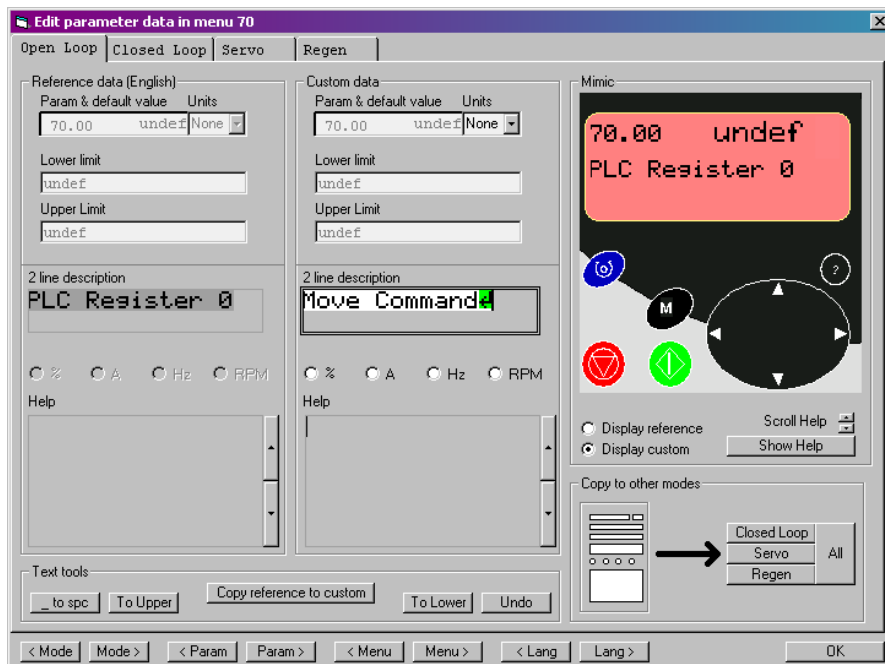 Edit parameter data in menu 70
Open Loop
Closed Loop
Servo
Regen
Reference data (English)
Param & default value Units
70.00 undef None
Lower limit
undef
Upper Limit
undef
2 line description
PLC Register 0
% A Hz RPM
Help
Custom data
Param & default value Units
70.00 undef None
Lower limit
undef
Upper Limit
undef
2 line description
Move Command
% A Hz RPM
Help
Mimic
70.00 undef
PLC Register 0
?
M
Display reference
Display custom
Scroll Help
Show Help
Copy to other modes
Closed Loop
Servo
Regen
All
Text tools
_ to spc
To Upper
Copy reference to custom
To Lower
Undo
< Mode Mode > < Param Param > < Menu Menu > < Lang Lang > OK